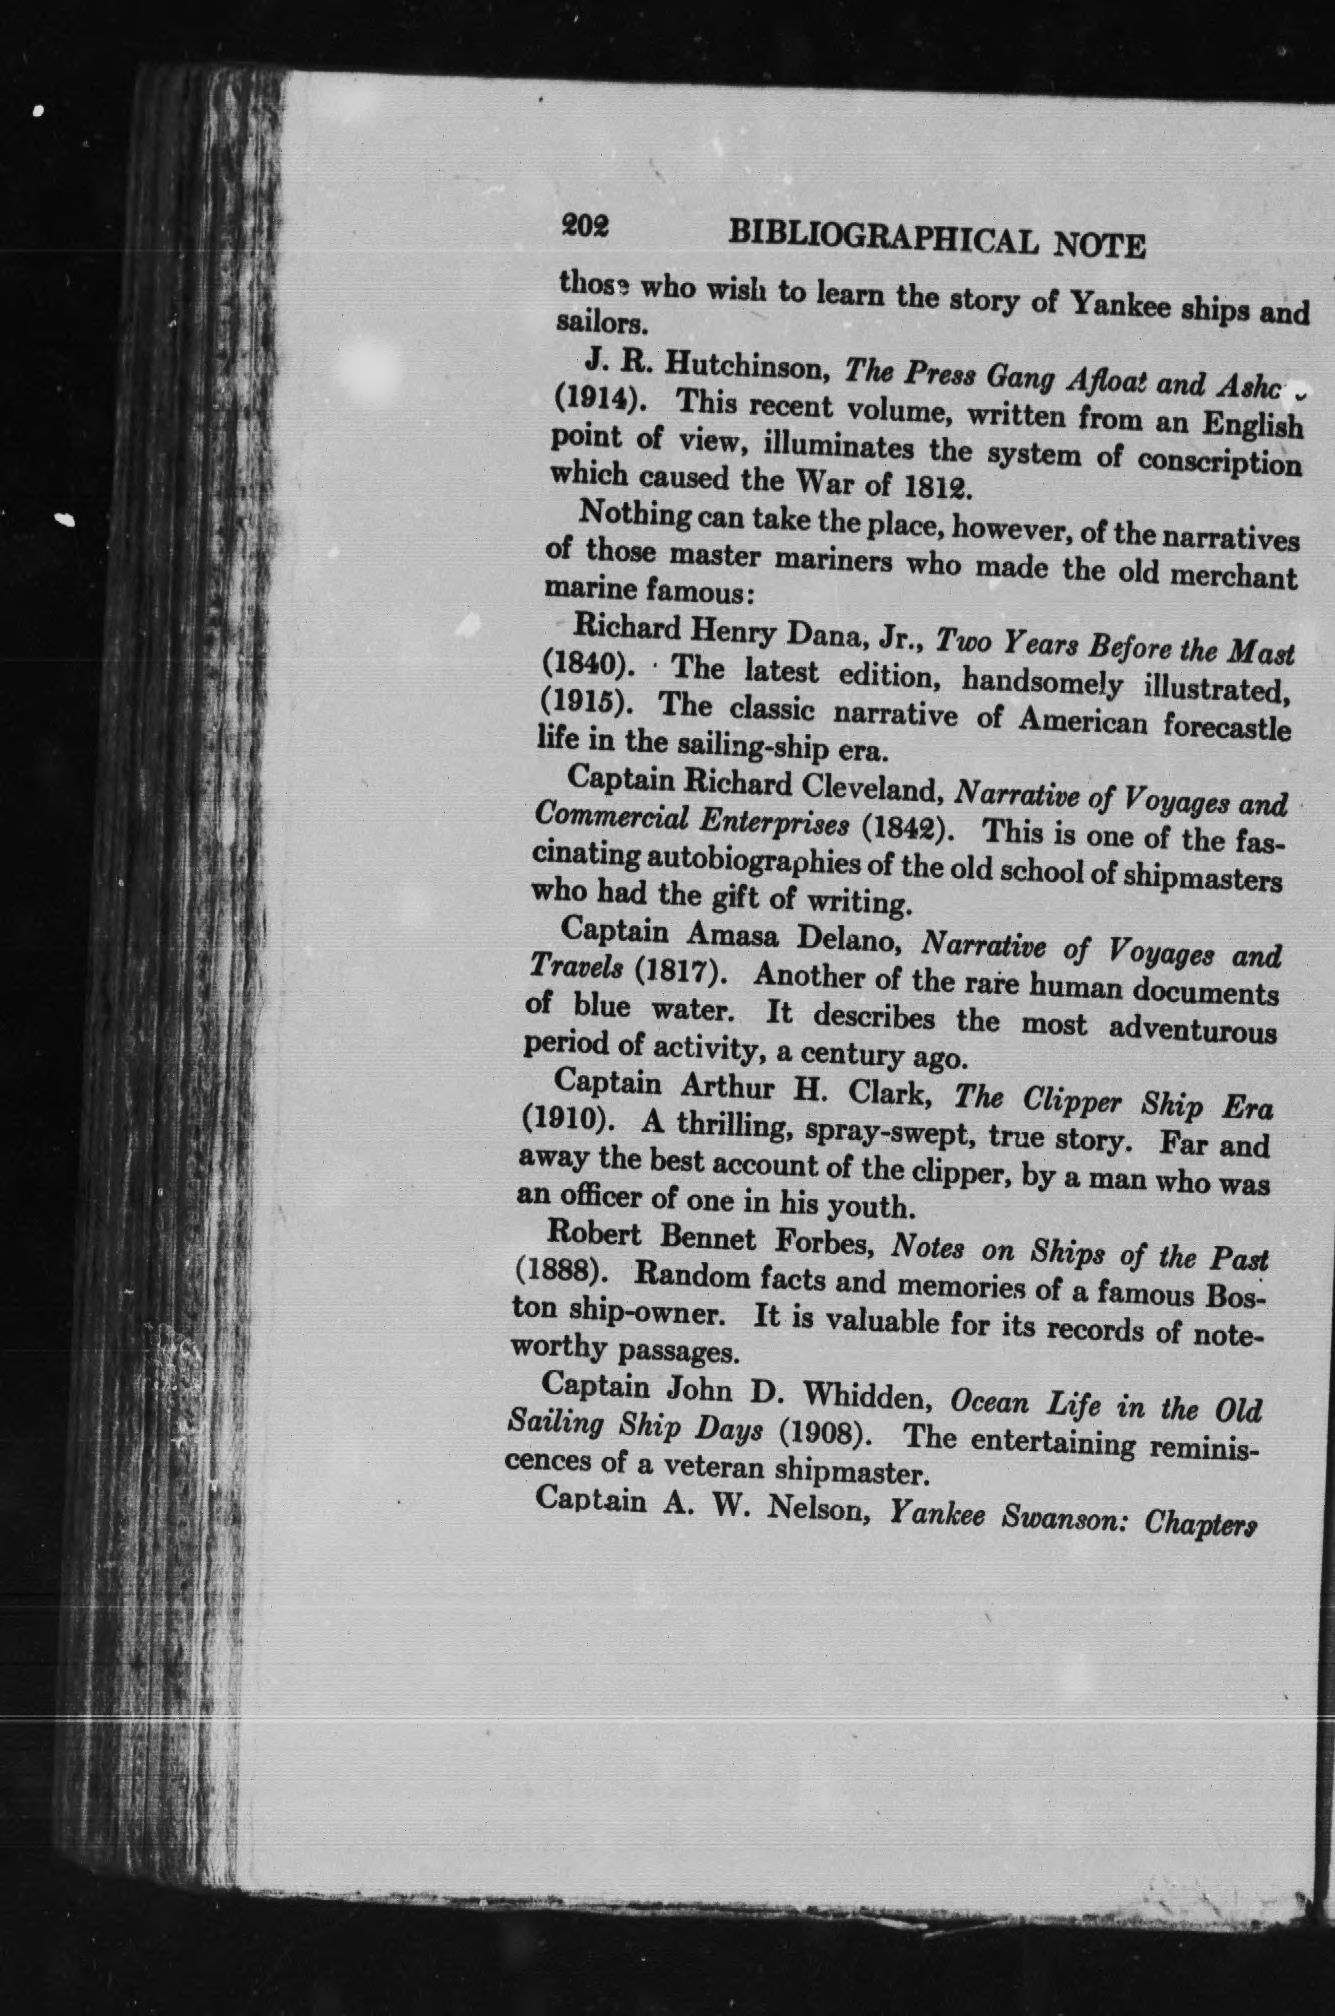 202 BIBLIOGRAPHICAL NOTE
those who wish to learn the story of Yankee ships and
sailors.
J. R. Hutchinson, The Press Gang Afloat and
(1914). This recent volume, written from an English
point of view, illuminates the system of conscription
which caused the War of 1812.
Nothing can take the place, however, of the narratives
of those master mariners who made the old merchant
marine famous:
Richard Henry Dana, Jr., Two Years Before the Mast
(1840). The latest edition, handsomely illustrated,
(1915). The classic narrative of American forecastle
life in the sailing-ship era.
Captain Richard Cleveland, Narrative of Voyages and
Commercial Enterprises (1842). This is one of the fas-
cinating autobiographies of the old school of shipmasters
who had the gift of writing.
Captain Amasa Delano, Narrative of Voyages and
Travels (1817). Another of the rare human documents
of blue water. It describes the most adventurous
period of activity, a century ago.
Captain Arthur H. Clark, The Clipper Ship Era
(1910). A thrilling, spray-swept, true story. Far and
away the best account of the clipper, by a man who was
an officer of one in his youth.
Robert Bennet Forbes, Notes on Ships of the Past
(1888). Random facts and memories of a famous Bos-
ton ship-owner. It is valuable for its records of note-
worthy passages.
Captain John D. Whidden, Ocean Life in the Old
Sailing Ship Days (1908). The entertaining reminis-
cences of a veteran shipmaster.
Captain A. W. Nelson, Yankee Swanson: Chapters